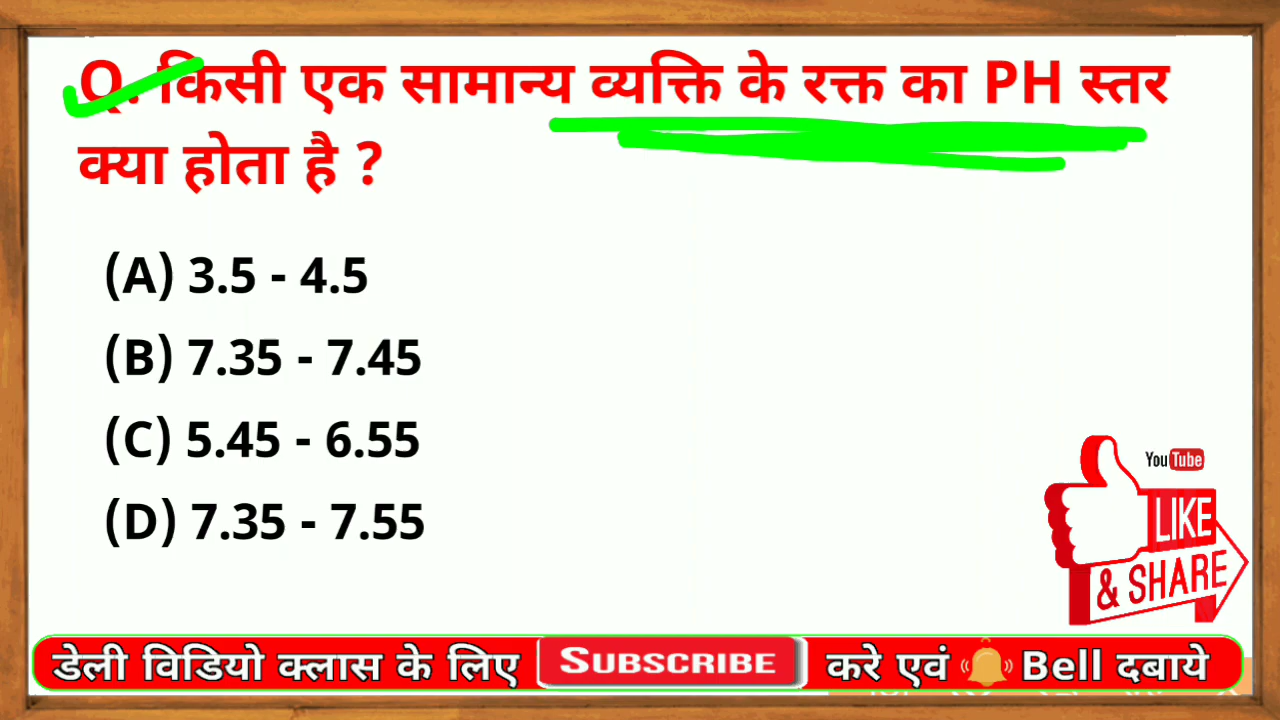 Q. किसी एक सामान्य व्यक्ति के रक्त का PH स्तर
क्या होता है ?
(A) 3.5 - 4.5
(B) 7.35 - 7.45
(C) 5.45 - 6.55
(D) 7.35 - 7.55
YouTube
LIKE
& SHARE
डेली विडियो क्लास के लिए SUBSCRIBE करे एवं Bell दबाये